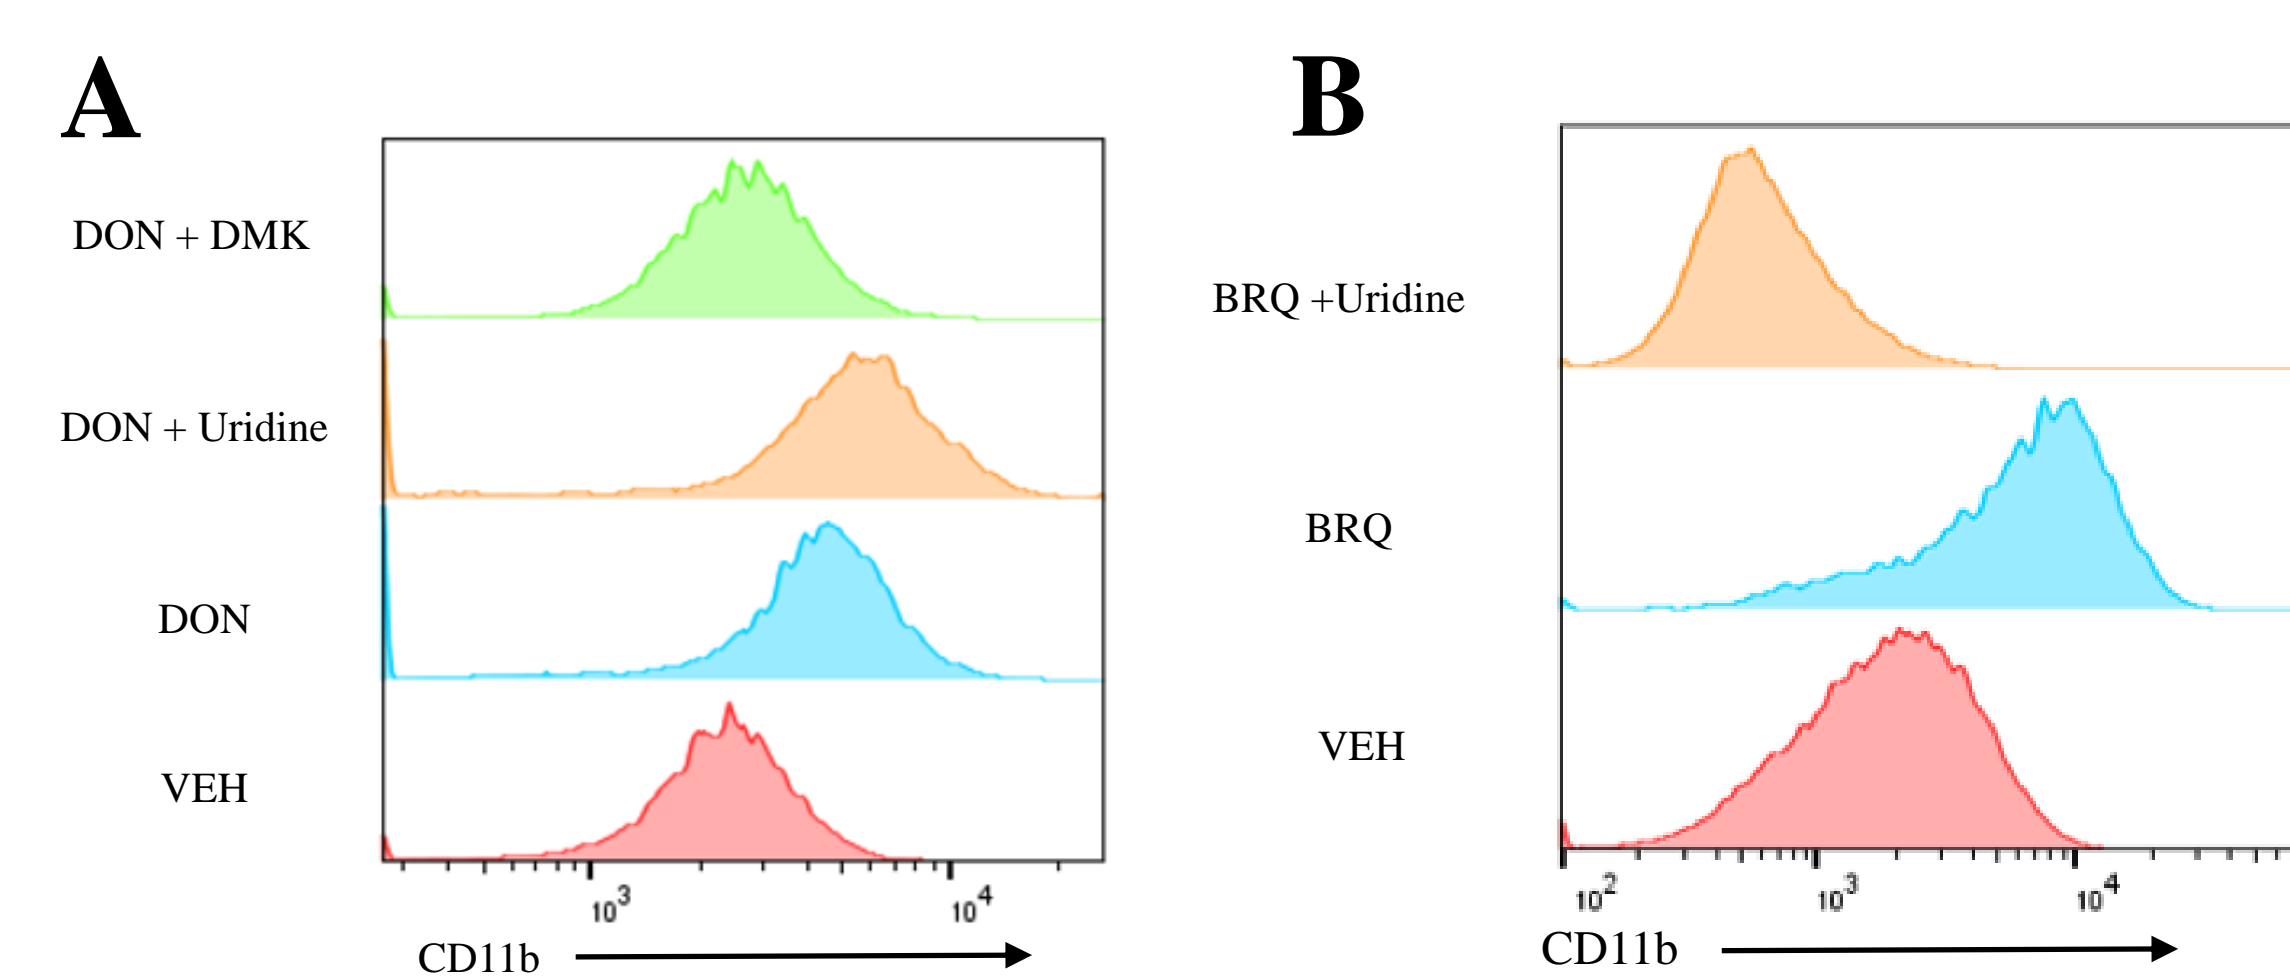 A
DON + DMK
DON + Uridine
DON
VEH
10^3
10^4
CD11b
B
BRQ +Uridine
BRQ
VEH
10^2
10^3
10^4
CD11b